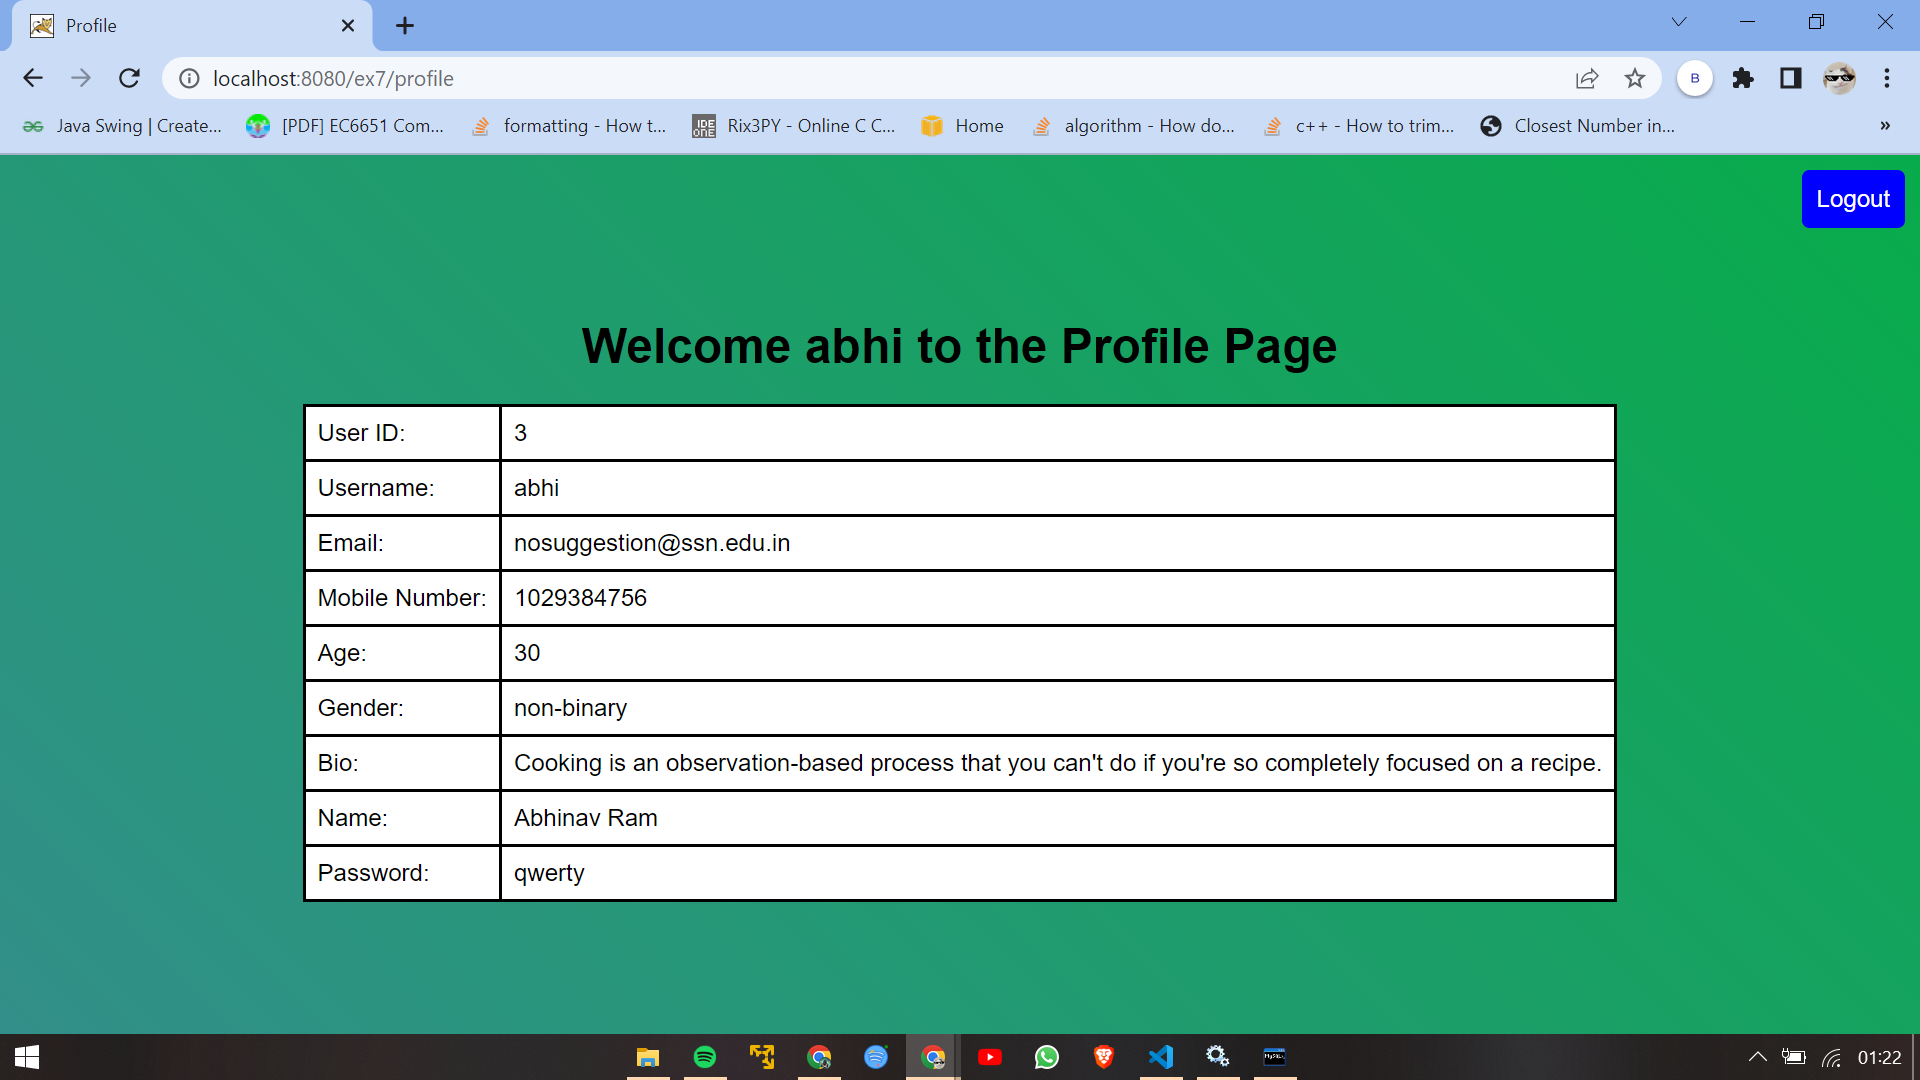 Profile
localhost:8080/ex7/profile
B
Java Swing | Create...
[PDF] EC6651 Com...
formatting - How t...
IDE ONE
Rix3PY - Online C C...
Home
algorithm - How do...
c++ - How to trim...
Closest Number in...
»
Logout
Welcome abhi to the Profile Page
User ID: 3
Username: abhi
Email: nosuggestion@ssn.edu.in
Mobile Number: 1029384756
Age: 30
Gender: non-binary
Bio: Cooking is an observation-based process that you can't do if you're so completely focused on a recipe.
Name: Abhinav Ram
Password: qwerty
01:22